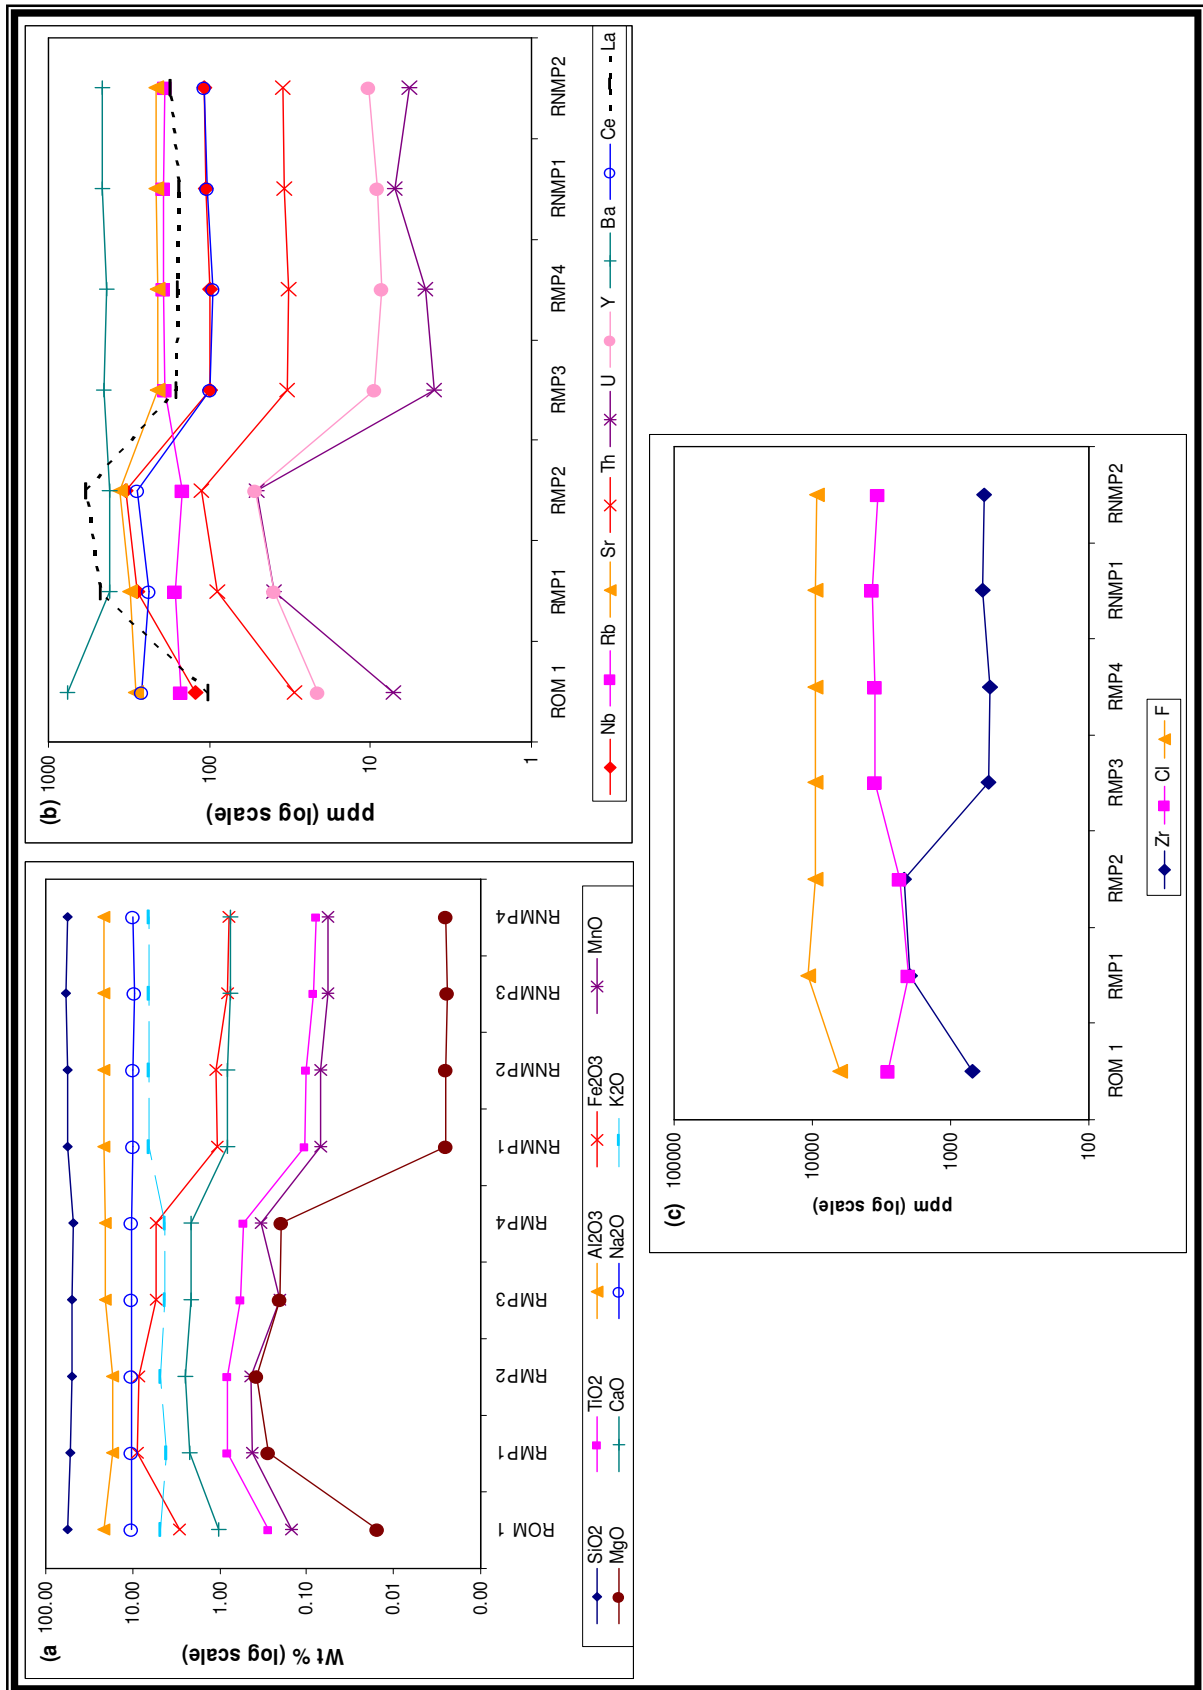 (a)
Wt % (log scale)
100.00
10.00
1.00
0.10
0.01
0.00
ROM 1
RMP1
RMP2
RMP3
RMP4
RNMP1
RNMP2
RNMP3
RNMP4
SiO2 TiO2 Al2O3 Fe2O3 MnO
MgO CaO Na2O K2O
(b)
ppm (log scale)
1000
100
10
1
ROM 1 RMP1 RMP2 RMP3 RMP4 RNMP1 RNMP2
Nb Rb Sr Th U Y Ba Ce La
(c)
ppm (log scale)
100000
10000
1000
100
ROM 1 RMP1 RMP2 RMP3 RMP4 RNMP1 RNMP2
Zr Cl F